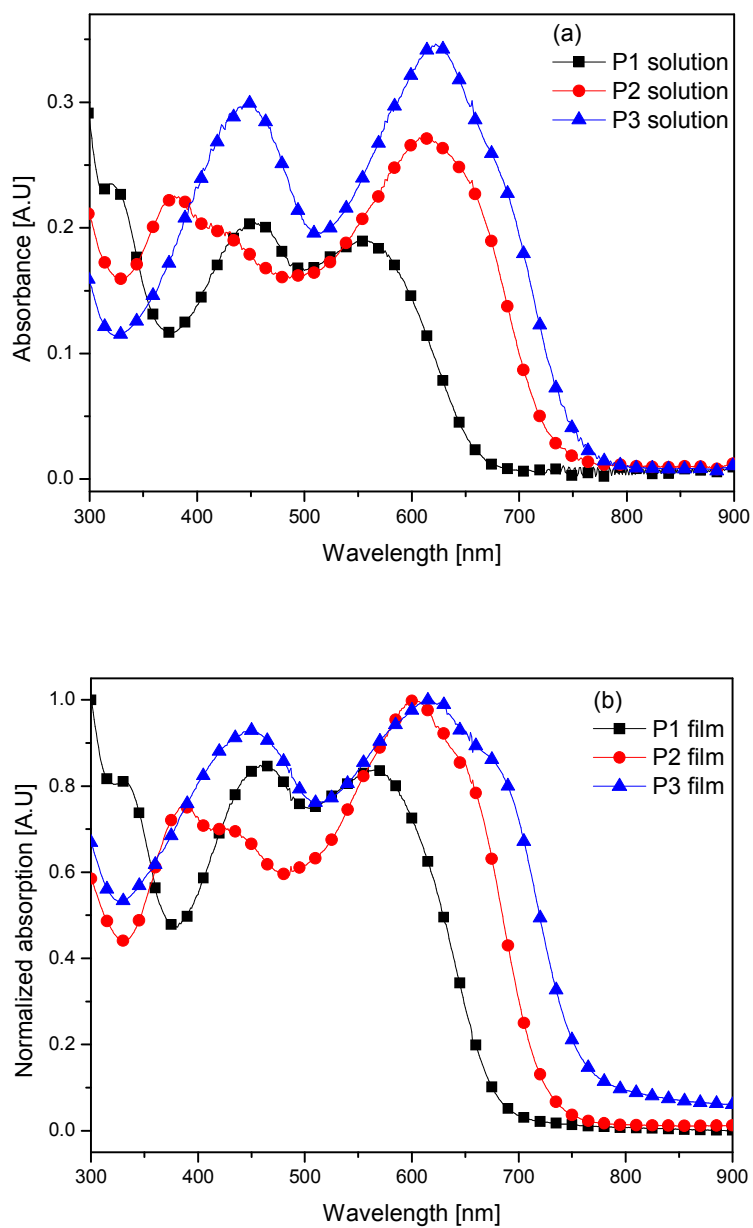 (a)
P1 solution
P2 solution
P3 solution
0.3
0.2
0.1
0.0
Absorbance [A.U]
300 400 500 600 700 800 900
Wavelength [nm]
(b)
P1 film
P2 film
P3 film
1.0
0.8
0.6
0.4
0.2
0.0
Normalized absorption [A.U]
300 400 500 600 700 800 900
Wavelength [nm]